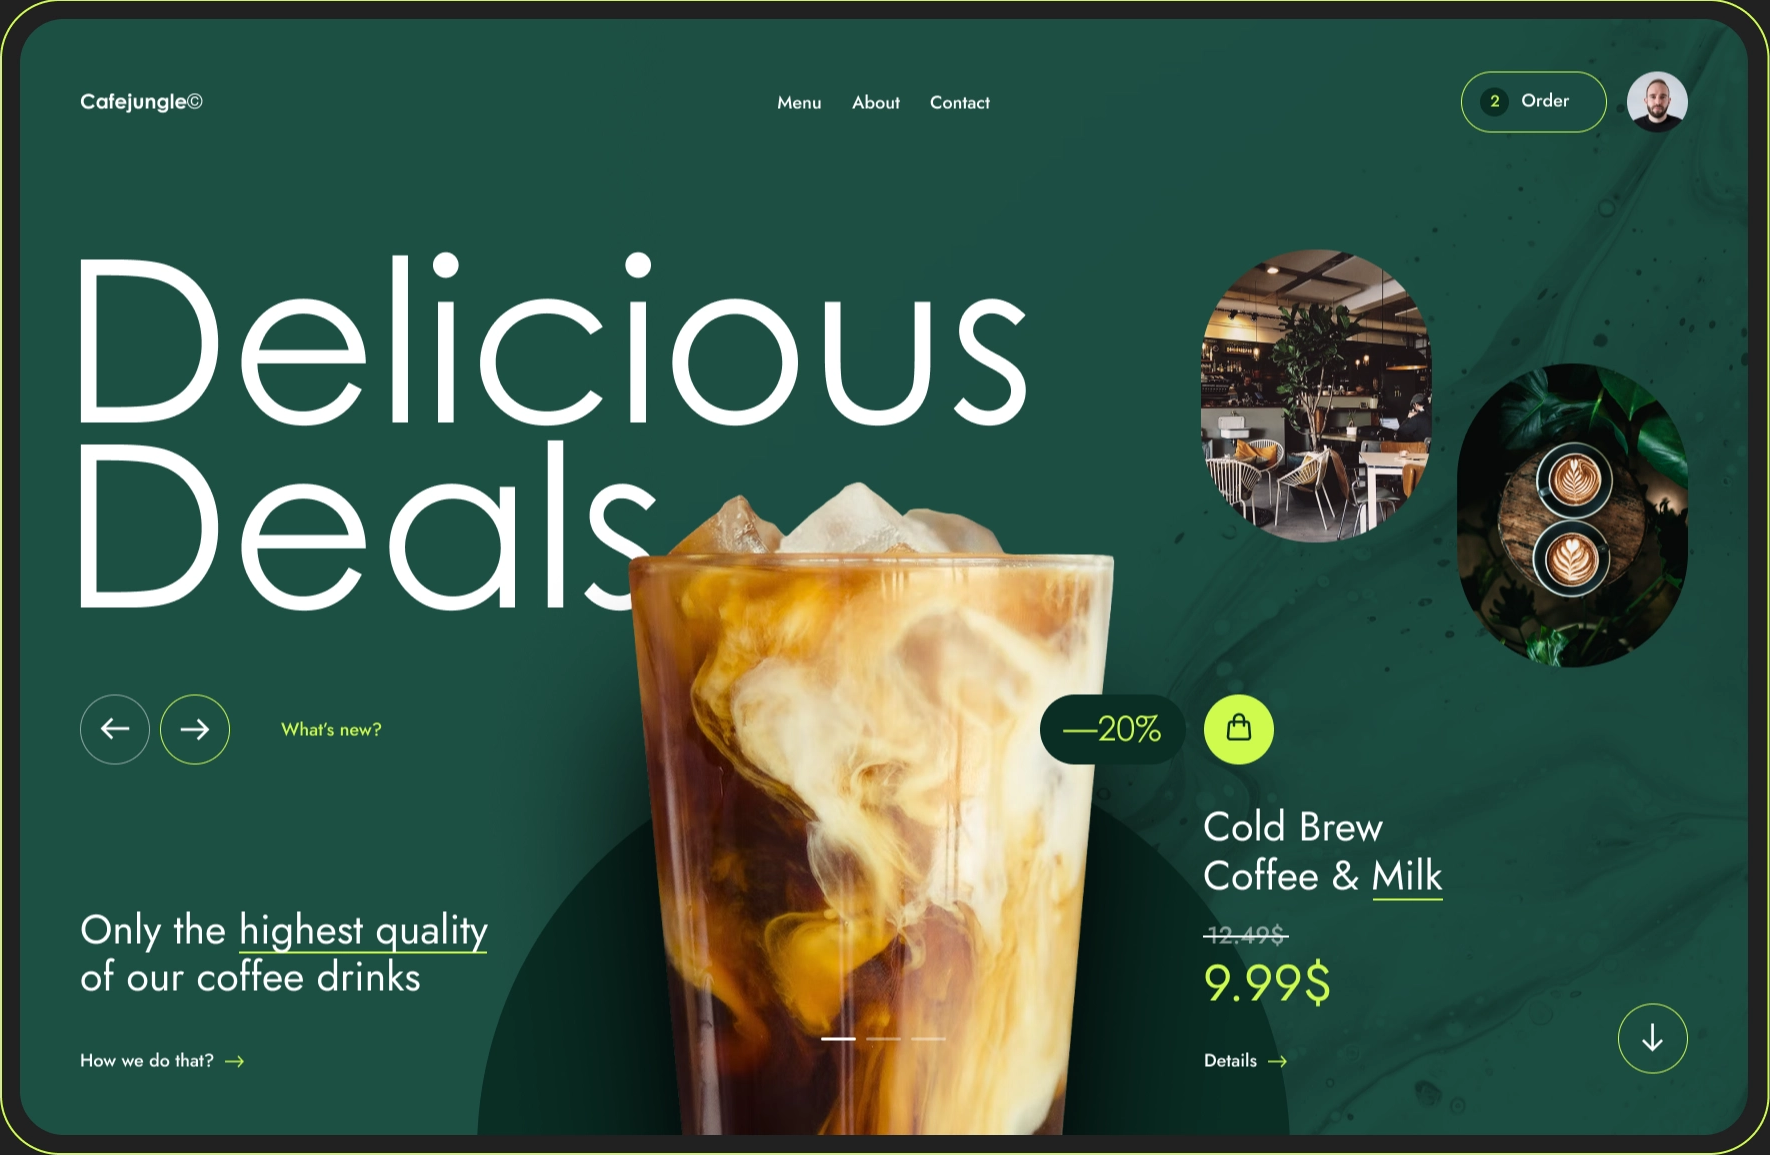 Cafejungle©
Menu About Contact
2 Order
Delicious
Deals
What's new?
—20%
Cold Brew
Coffee & Milk
12.49$
9.99$
Only the highest quality
of our coffee drinks
How we do that? →
Details →